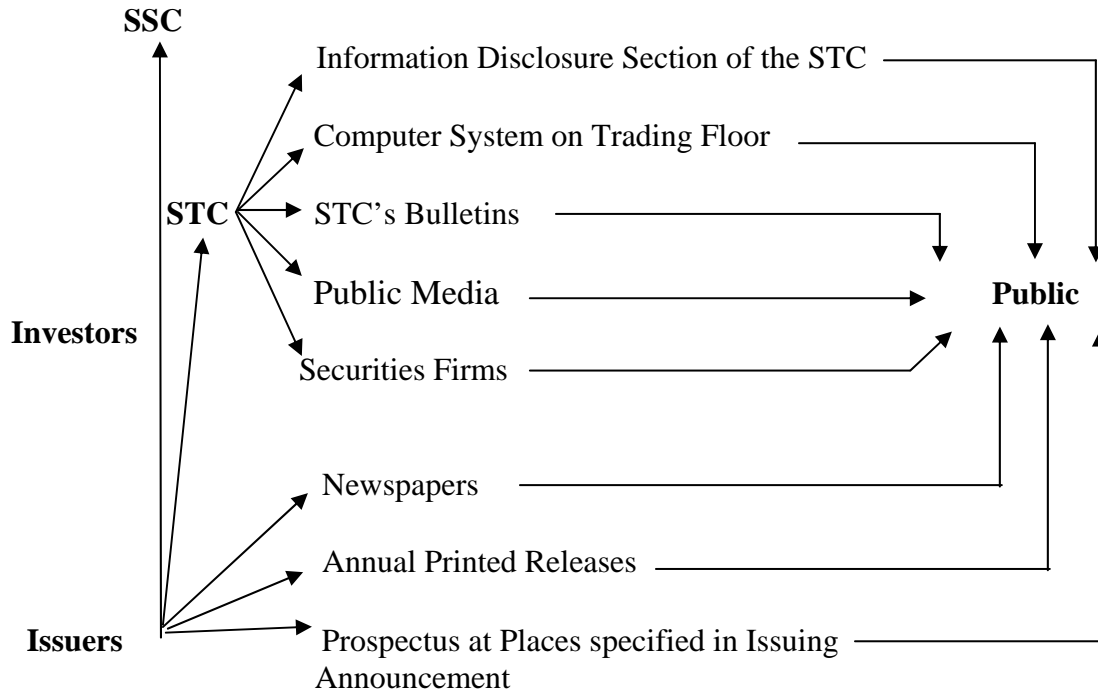 SSC
Information Disclosure Section of the STC
Computer System on Trading Floor
STC
STC’s Bulletins
Public Media
Public
Investors
Securities Firms
Newspapers
Annual Printed Releases
Issuers
Prospectus at Places specified in Issuing
Announcement